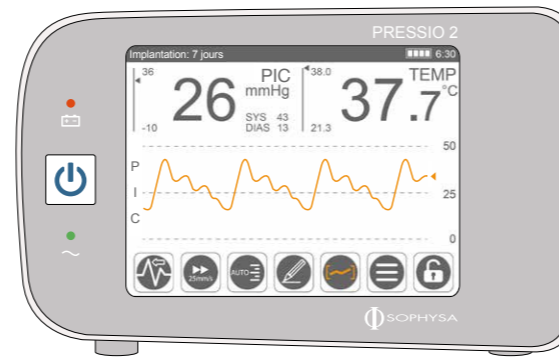 PRESSIO 2
Implantation: 7 jours 6:30
36 PIC 38.0 TEMP
26 mmHg 37.7 °C
SYS 43
-10 DIAS 13 21.3
50
P
I 25
C
0
25mm/s AUTO
SOPHYSA